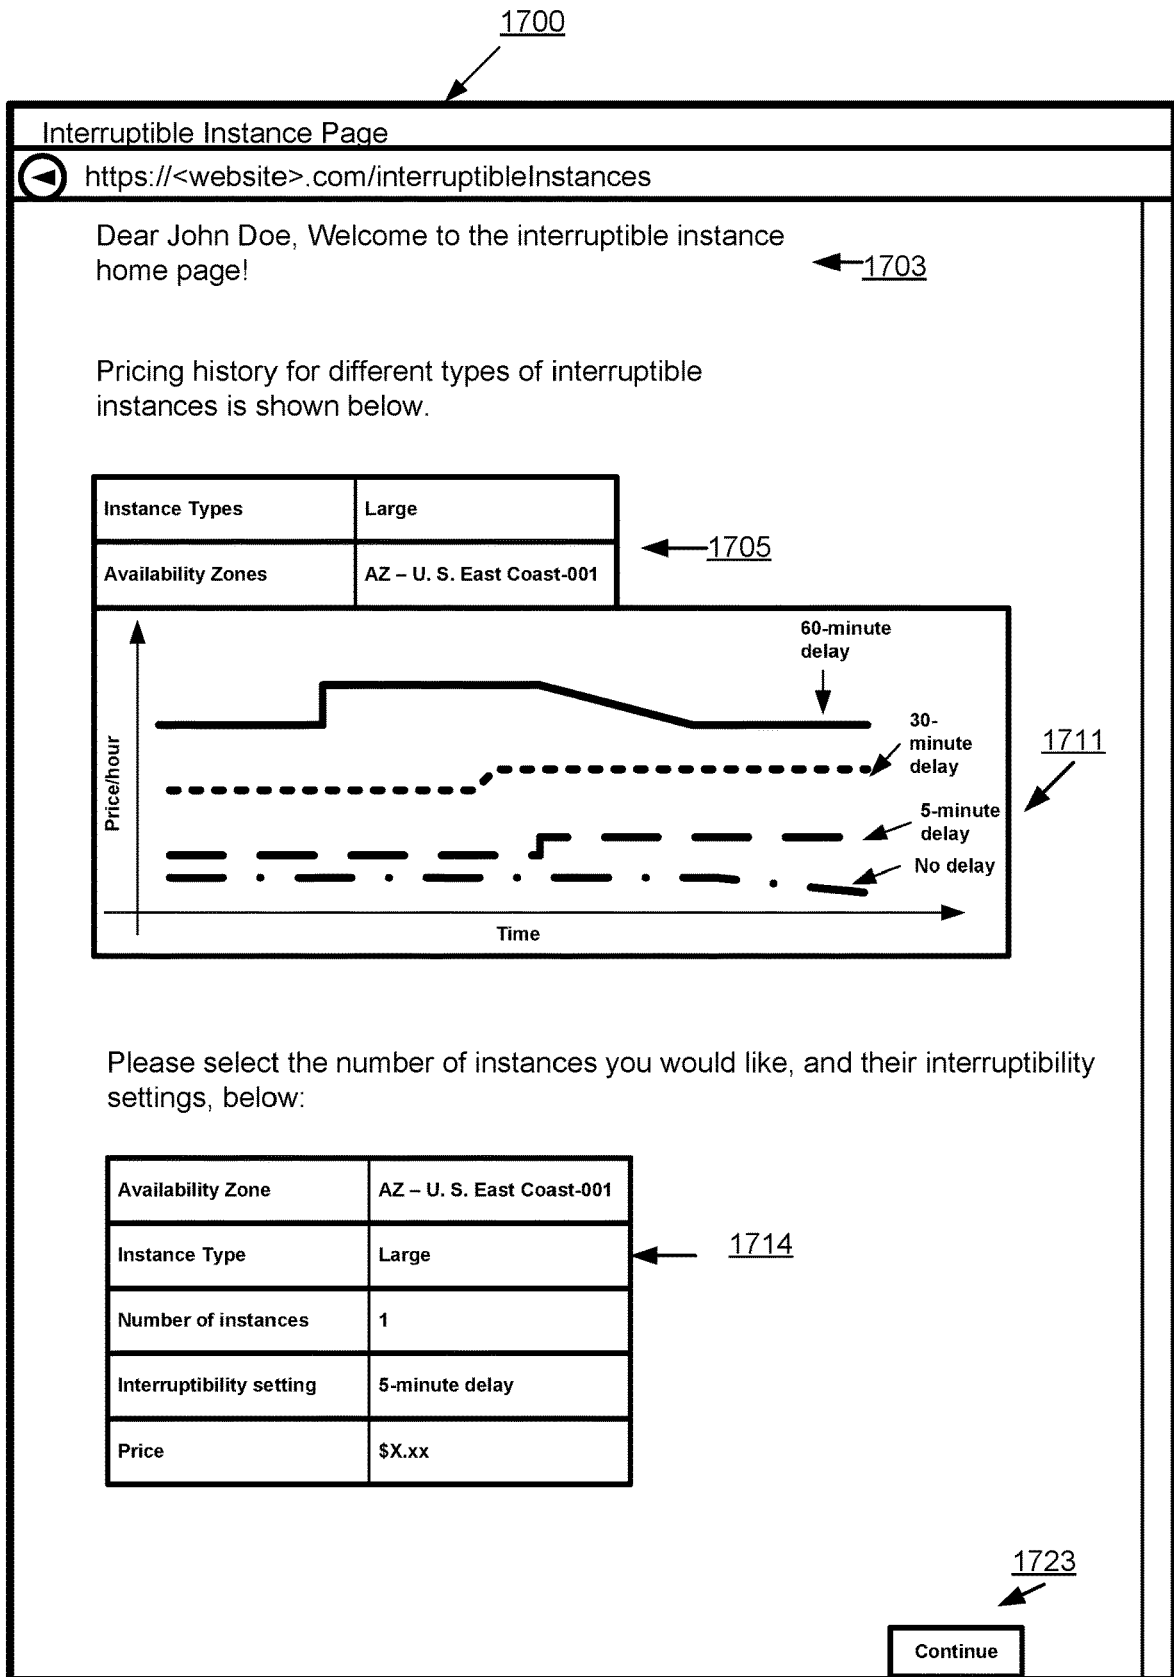 1700
Interruptible Instance Page
https://<website>.com/interruptibleInstances
Dear John Doe, Welcome to the interruptible instance
home page!
1703
Pricing history for different types of interruptible
instances is shown below.
Instance Types
Large
1705
Availability Zones
AZ – U. S. East Coast-001
60-minute
delay
30-
minute
delay
1711
Price/hour
5-minute
delay
No delay
Time
Please select the number of instances you would like, and their interruptibility
settings, below:
Availability Zone
AZ – U. S. East Coast-001
Instance Type
Large
1714
Number of instances
1
Interruptibility setting
5-minute delay
Price
$X.xx
1723
Continue